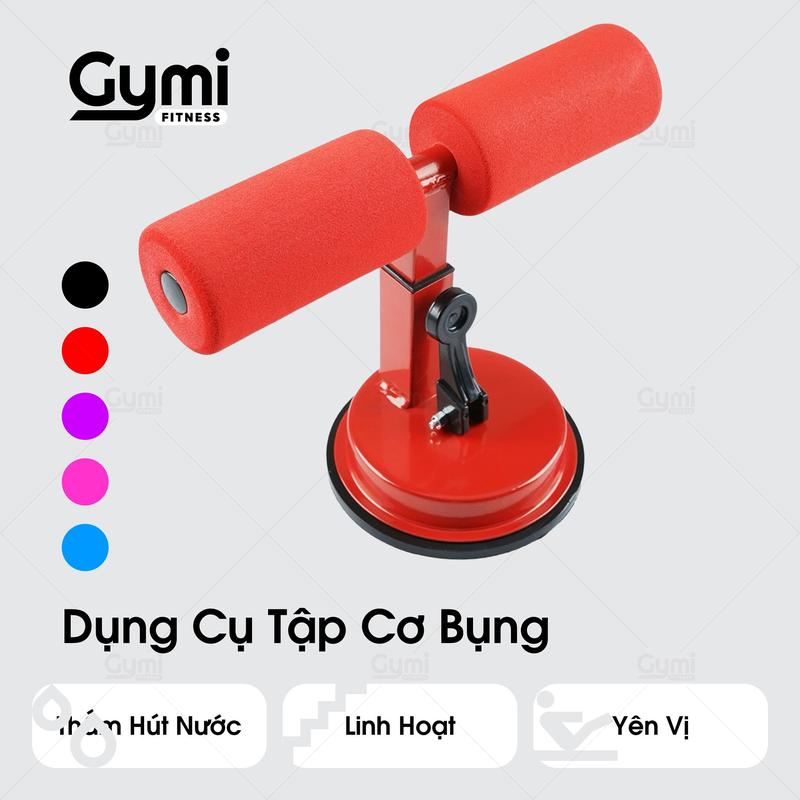 Gymi
FITNESS
Dụng Cụ Tập Cơ Bụng
Thấm Hút Nước
Linh Hoạt
Yên Vị